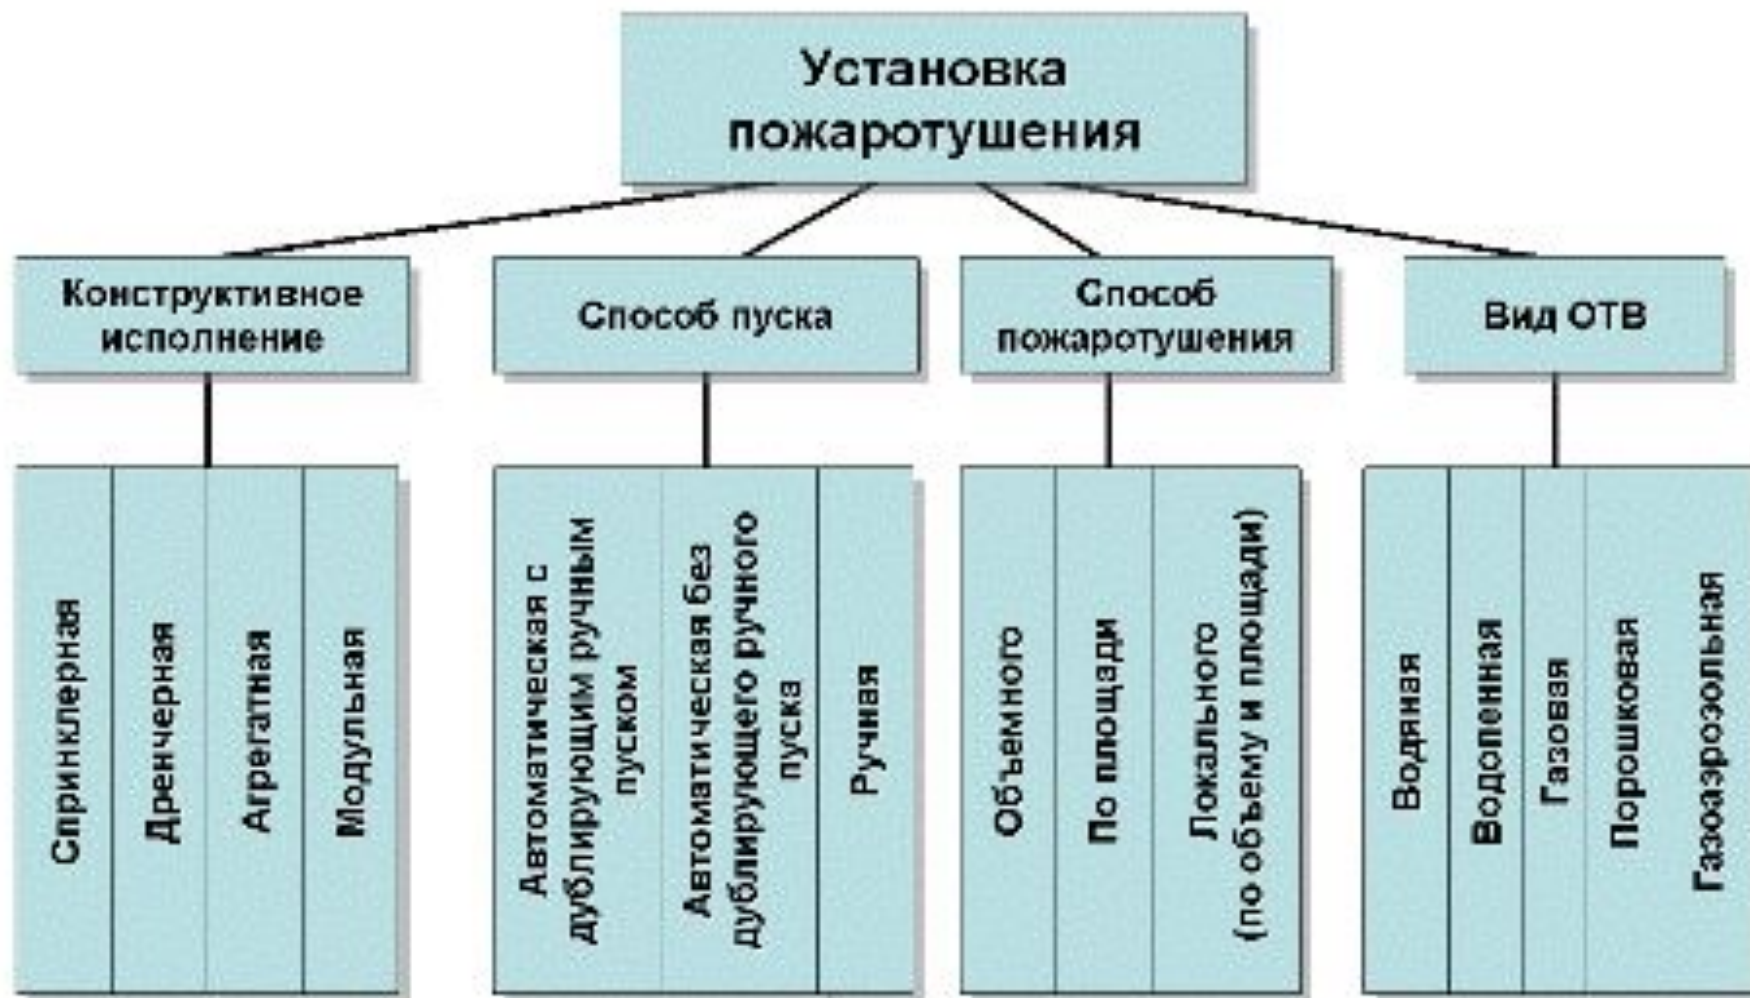 Установка
пожаротушения
Конструктивное
исполнение
Способ пуска
Способ
пожаротушения
Вид ОТВ
Спринклерная
Дренчерная
Агрегатная
Модульная
Автоматическая с
дублирующим ручным
пуском
Автоматическая без
дублирующего ручного
пуска
Ручная
Объемного
По площади
Локального
(по объему и площади)
Водяная
Водопенная
Газовая
Порошковая
Газоаэрозольная